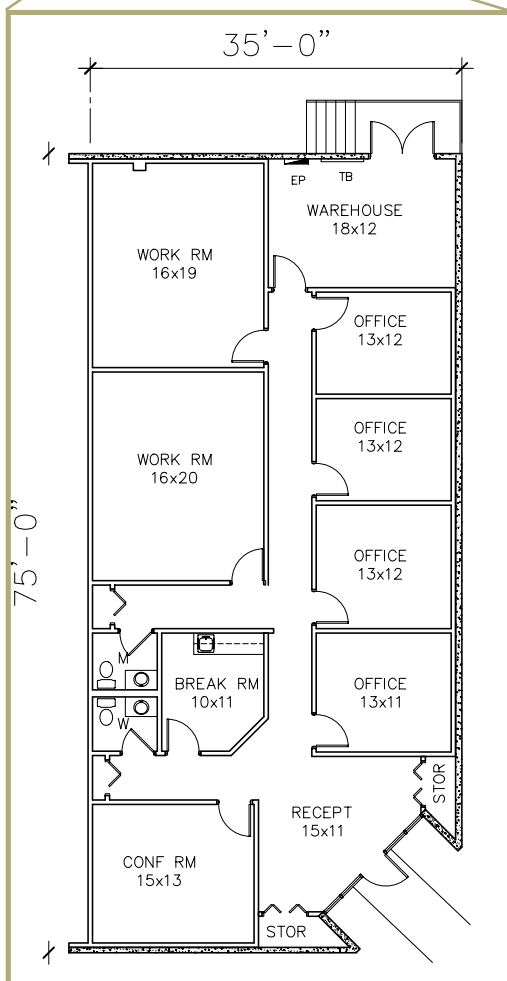 35'-0"
EP
TB
WAREHOUSE
18x12
WORK RM
16x19
OFFICE
13x12
OFFICE
13x12
WORK RM
16x20
75'-0"
OFFICE
13x12
M
BREAK RM
10x11
OFFICE
13x11
W
STOR
RECEPT
15x11
CONF RM
15x13
STOR